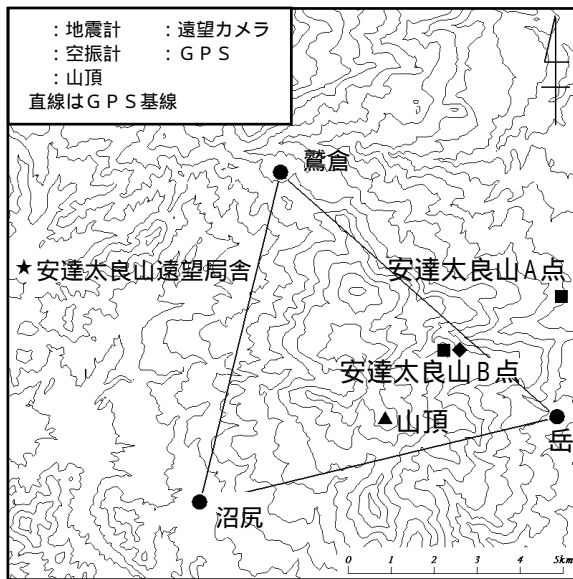 ：地震計　：遠望カメラ
：空振計　：ＧＰＳ
：山頂
直線はＧＰＳ基線
鷲倉
★安達太良山遠望局舎
安達太良山A点
安達太良山B点
▲山頂
岳
沼尻
0 1 2 3 4 5km